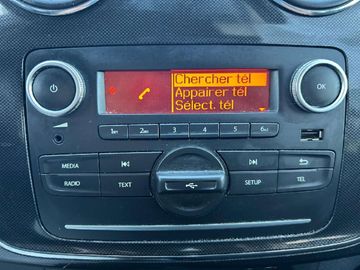 Chercher tél
Appairer tél
Sélect. tél
OK
1 2 3 4 5 6
MEDIA
RADIO TEXT SETUP TEL